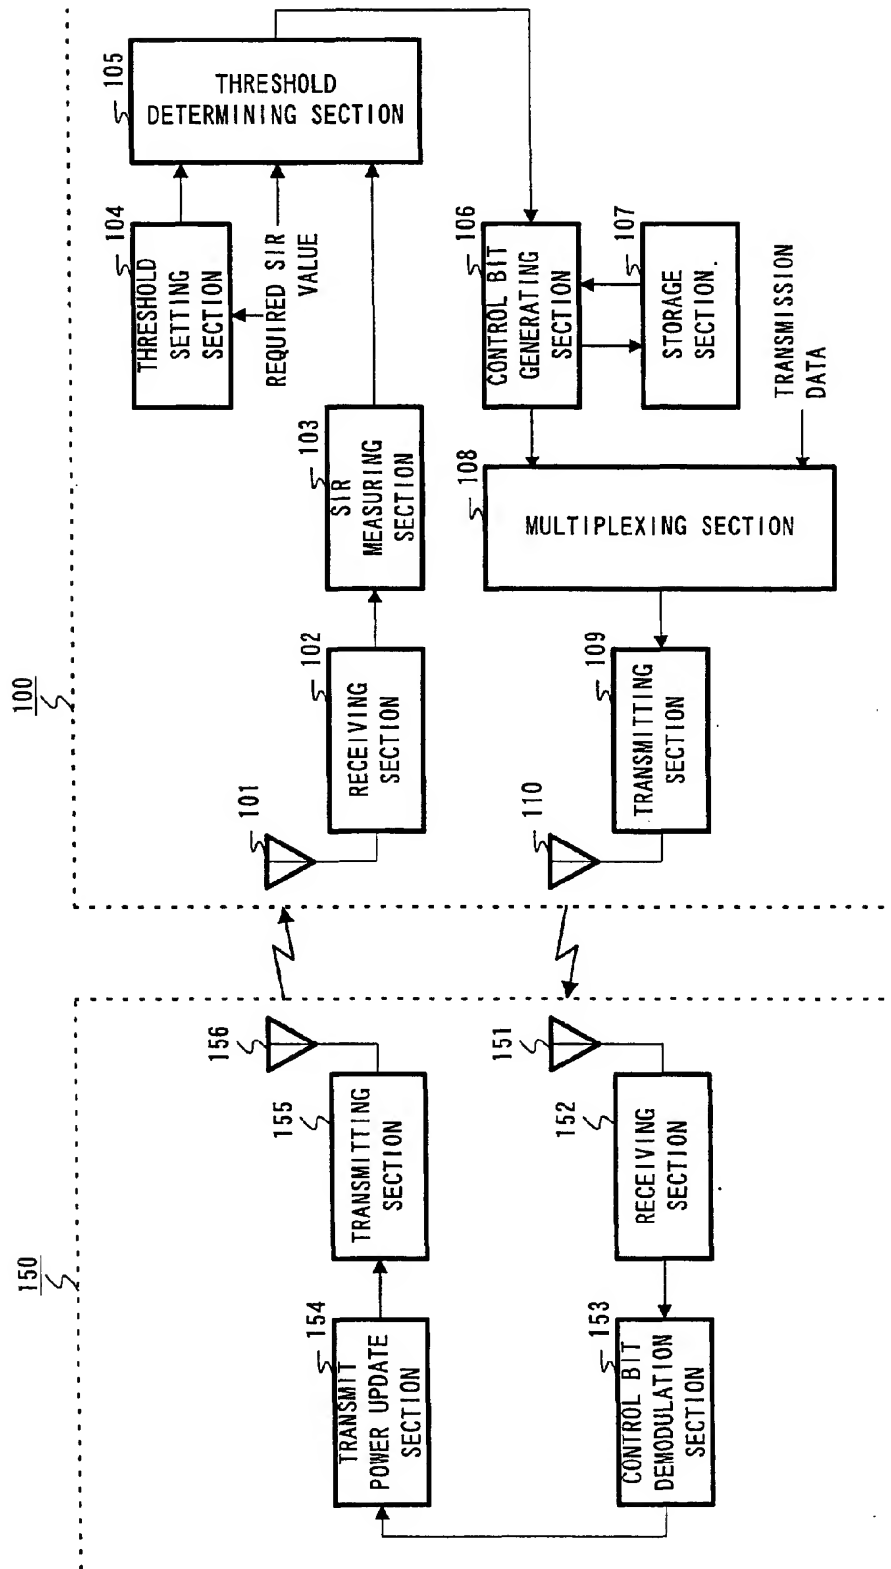 100
105
THRESHOLD
DETERMINING SECTION
104
THRESHOLD
SETTING
SECTION
REQUIRED SIR
VALUE
103
SIR
MEASURING
SECTION
102
RECEIVING
SECTION
101
106
CONTROL BIT
GENERATING
SECTION
107
STORAGE
SECTION.
TRANSMISSION
DATA
108
MULTIPLEXING SECTION
109
TRANSMITTING
SECTION
110
150
156
155
TRANSMITTING
SECTION
154
TRANSMIT
POWER UPDATE
SECTION
151
152
RECEIVING
SECTION
153
CONTROL BIT
DEMODULATION
SECTION